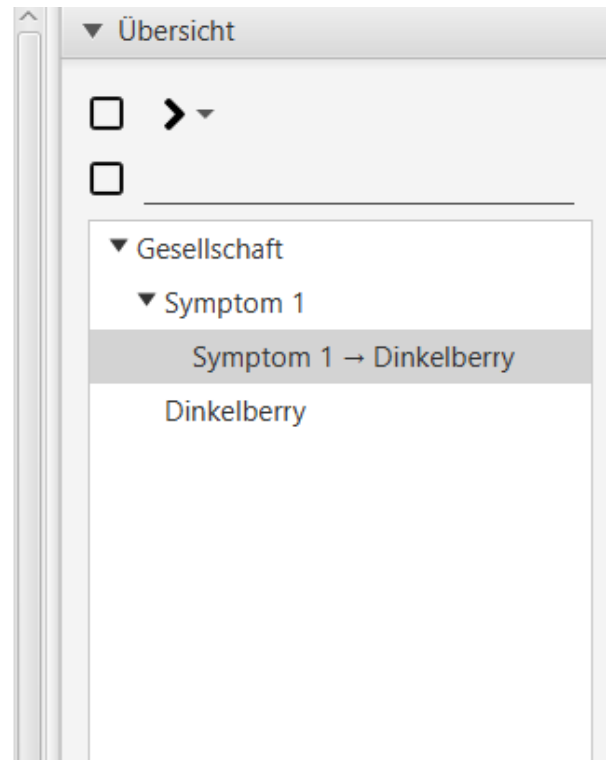 Übersicht
Gesellschaft
Symptom 1
Symptom 1 → Dinkelberry
Dinkelberry